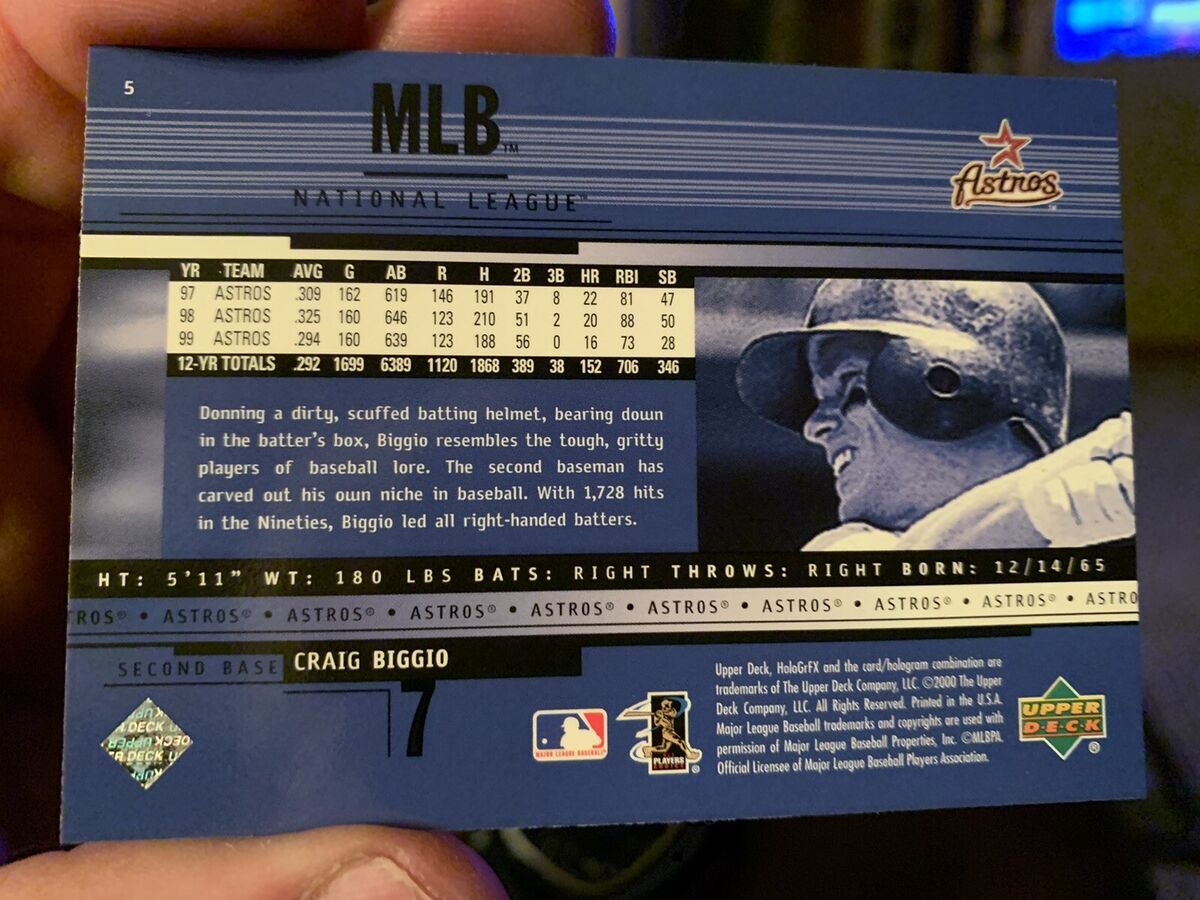 5
MLB™
NATIONAL LEAGUE™
Astros
YR TEAM AVG G AB R H 2B 3B HR RBI SB
97 ASTROS .309 162 619 146 191 37 8 22 81 47
98 ASTROS .325 160 646 123 210 51 2 20 88 50
99 ASTROS .294 160 639 123 188 56 0 16 73 28
12-YR TOTALS .292 1699 6389 1120 1868 389 38 152 706 346
Donning a dirty, scuffed batting helmet, bearing down
in the batter's box, Biggio resembles the tough, gritty
players of baseball lore. The second baseman has
carved out his own niche in baseball. With 1,728 hits
in the Nineties, Biggio led all right-handed batters.
HT: 5'11" WT: 180 LBS BATS: RIGHT THROWS: RIGHT BORN: 12/14/65
TROS® • ASTROS® • ASTROS® • ASTROS® • ASTROS® • ASTROS® • ASTROS® • ASTROS® • ASTROS® • ASTRO
SECOND BASE CRAIG BIGGIO
7
UPPER DECK
MAJOR LEAGUE BASEBALL
PLAYERS
CHOICE
Upper Deck, HoloGrFX and the card/hologram combination are
trademarks of The Upper Deck Company, LLC. ©2000 The Upper
Deck Company, LLC. All Rights Reserved. Printed in the U.S.A.
Major League Baseball trademarks and copyrights are used with
permission of Major League Baseball Properties, Inc. ©MLBPA.
Official Licensee of Major League Baseball Players Association.
UPPER
D·E·C·K
®